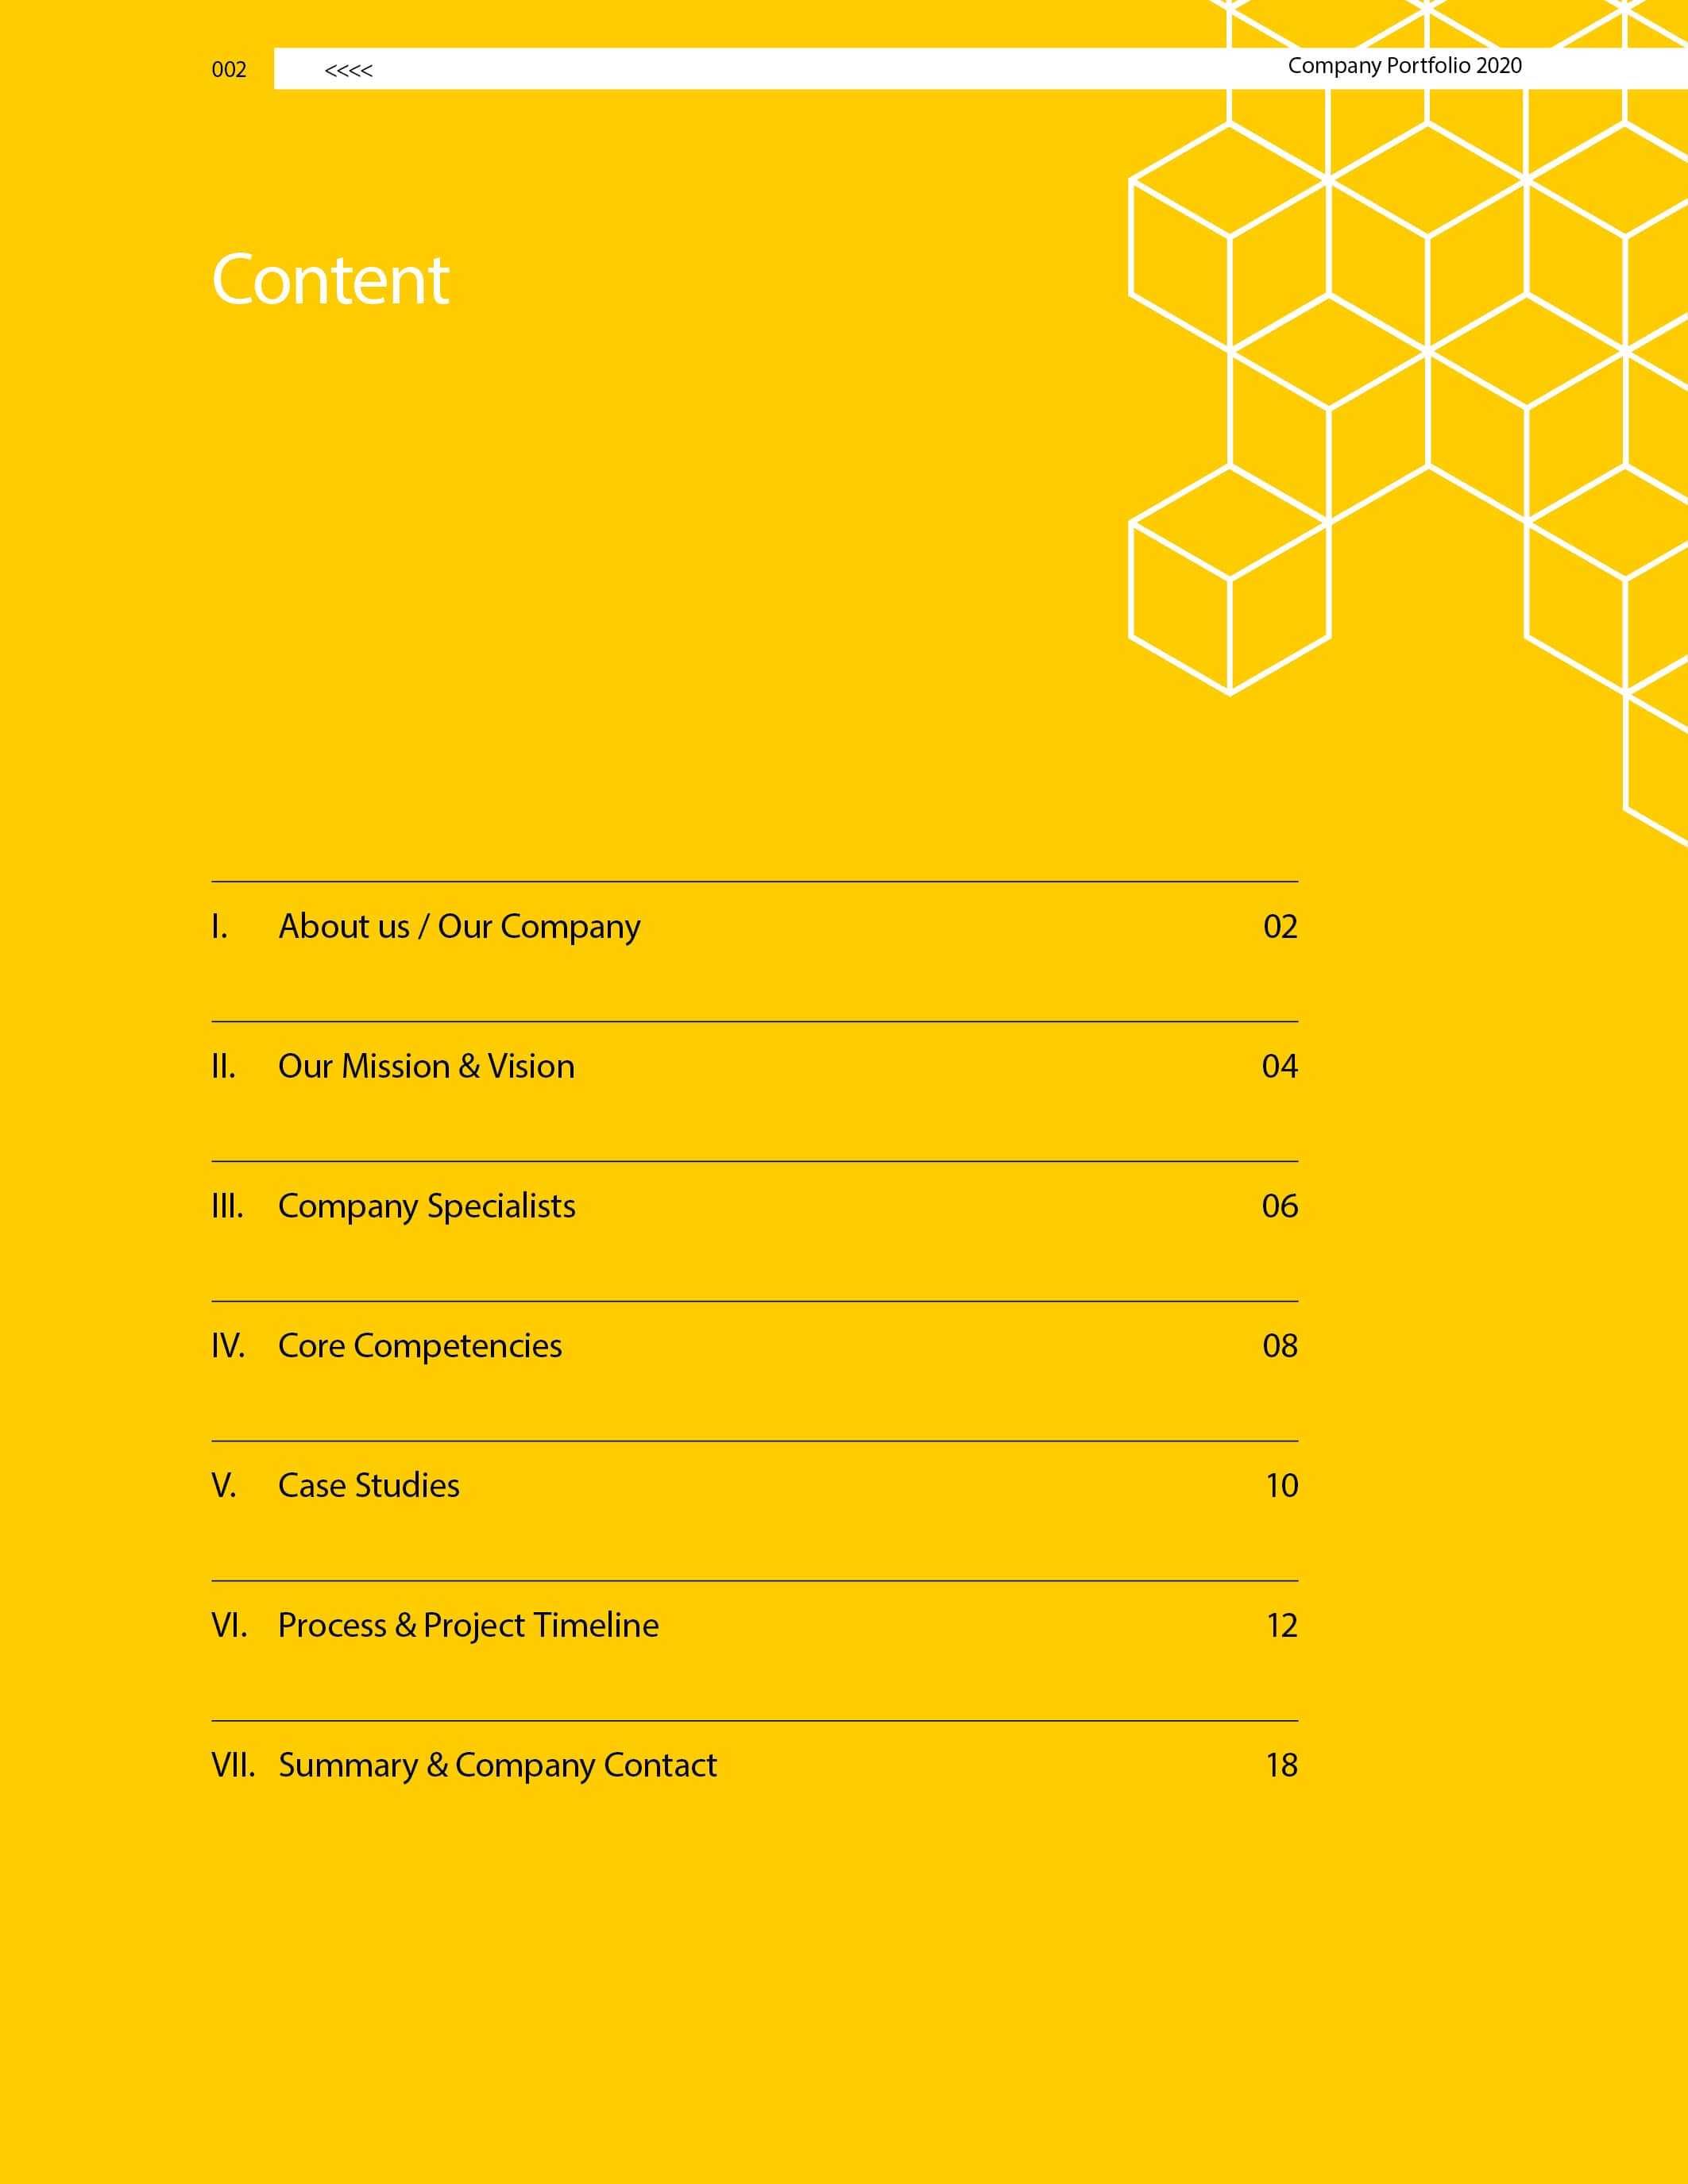 002 <<<< Company Portfolio 2020
Content
I. About us / Our Company 02
II. Our Mission & Vision 04
III. Company Specialists 06
IV. Core Competencies 08
V. Case Studies 10
VI. Process & Project Timeline 12
VII. Summary & Company Contact 18